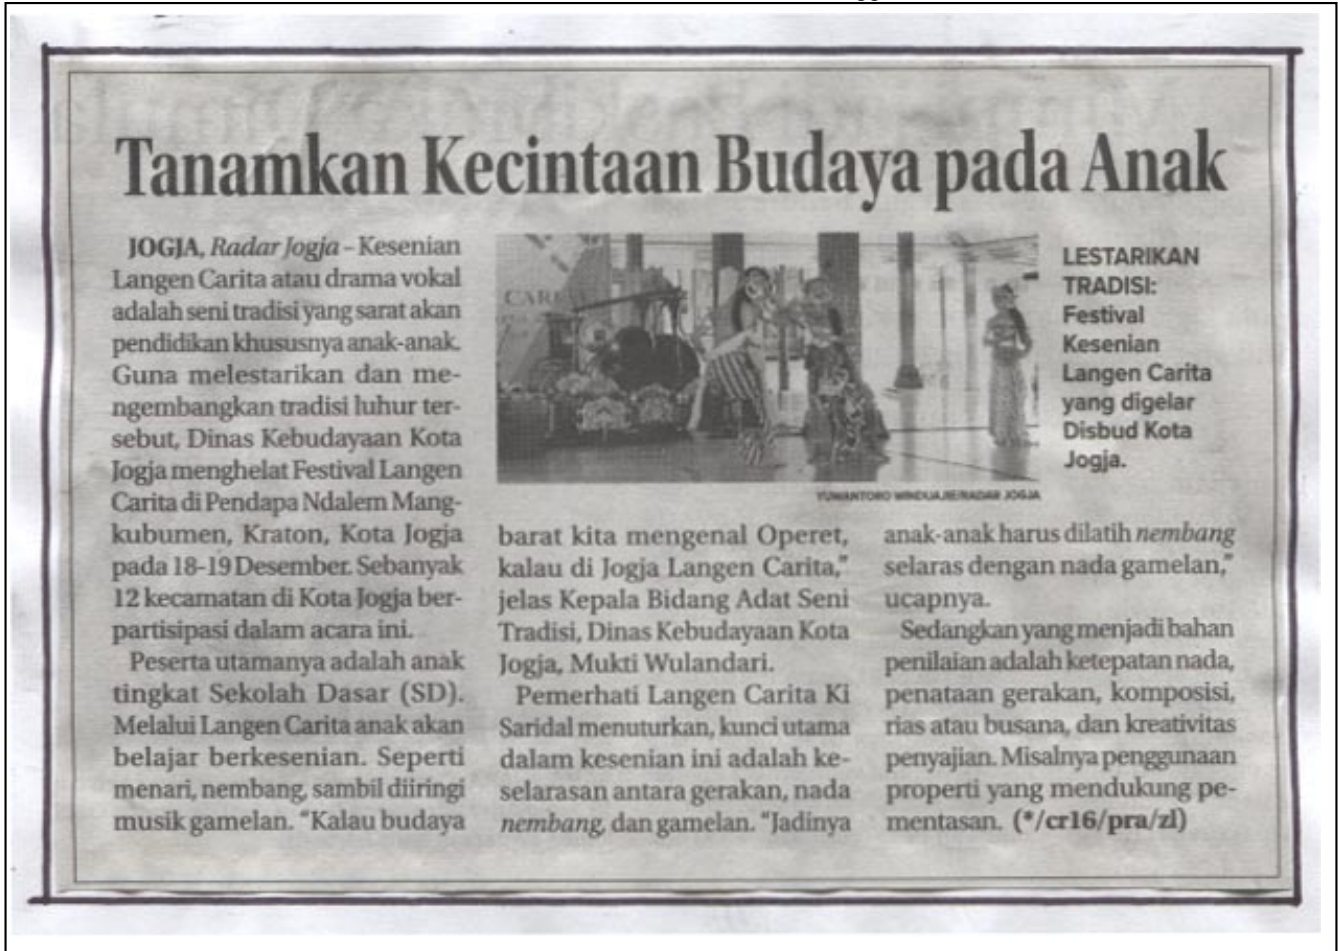 Tanamkan Kecintaan Budaya pada Anak
JOGJA, Radar Jogja – Kesenian
Langen Carita atau drama vokal
adalah seni tradisi yang sarat akan
pendidikan khususnya anak-anak.
Guna melestarikan dan me-
ngembangkan tradisi luhur ter-
sebut, Dinas Kebudayaan Kota
Jogja menghelat Festival Langen
Carita di Pendapa Ndalem Mang-
kubumen, Kraton, Kota Jogja
pada 18-19 Desember. Sebanyak
12 kecamatan di Kota Jogja ber-
partisipasi dalam acara ini.
Peserta utamanya adalah anak
tingkat Sekolah Dasar (SD).
Melalui Langen Carita anak akan
belajar berkesenian. Seperti
menari, nembang, sambil diiringi
musik gamelan. “Kalau budaya
CARI
LESTARIKAN
TRADISI:
Festival
Kesenian
Langen Carita
yang digelar
Disbud Kota
Jogja.
YUWANTORO WINDUAJIE/RADAR JOGJA
barat kita mengenal Operet,
kalau di Jogja Langen Carita,”
jelas Kepala Bidang Adat Seni
Tradisi, Dinas Kebudayaan Kota
Jogja, Mukti Wulandari.
Pemerhati Langen Carita Ki
Saridal menuturkan, kunci utama
dalam kesenian ini adalah ke-
selarasan antara gerakan, nada
nembang, dan gamelan. “Jadinya
anak-anak harus dilatih nembang
selaras dengan nada gamelan,”
ucapnya.
Sedangkan yang menjadi bahan
penilaian adalah ketepatan nada,
penataan gerakan, komposisi,
rias atau busana, dan kreativitas
penyajian. Misalnya penggunaan
properti yang mendukung pe-
mentasan. (*/cr16/pra/zl)